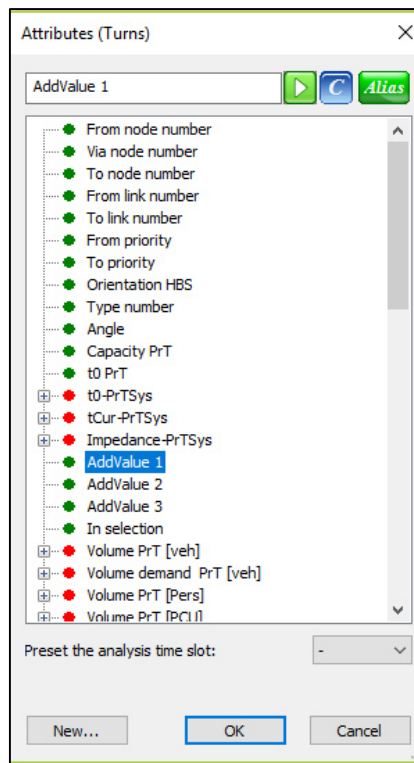 Attributes (Turns)
AddValue 1
C
Alias
From node number
Via node number
To node number
From link number
To link number
From priority
To priority
Orientation HBS
Type number
Angle
Capacity PrT
t0 PrT
t0-PrTSys
tCur-PrTSys
Impedance-PrTSys
AddValue 1
AddValue 2
AddValue 3
In selection
Volume PrT [veh]
Volume demand PrT [veh]
Volume PrT [Pers]
Volume PrT [PCU]
Preset the analysis time slot:
-
New...
OK
Cancel